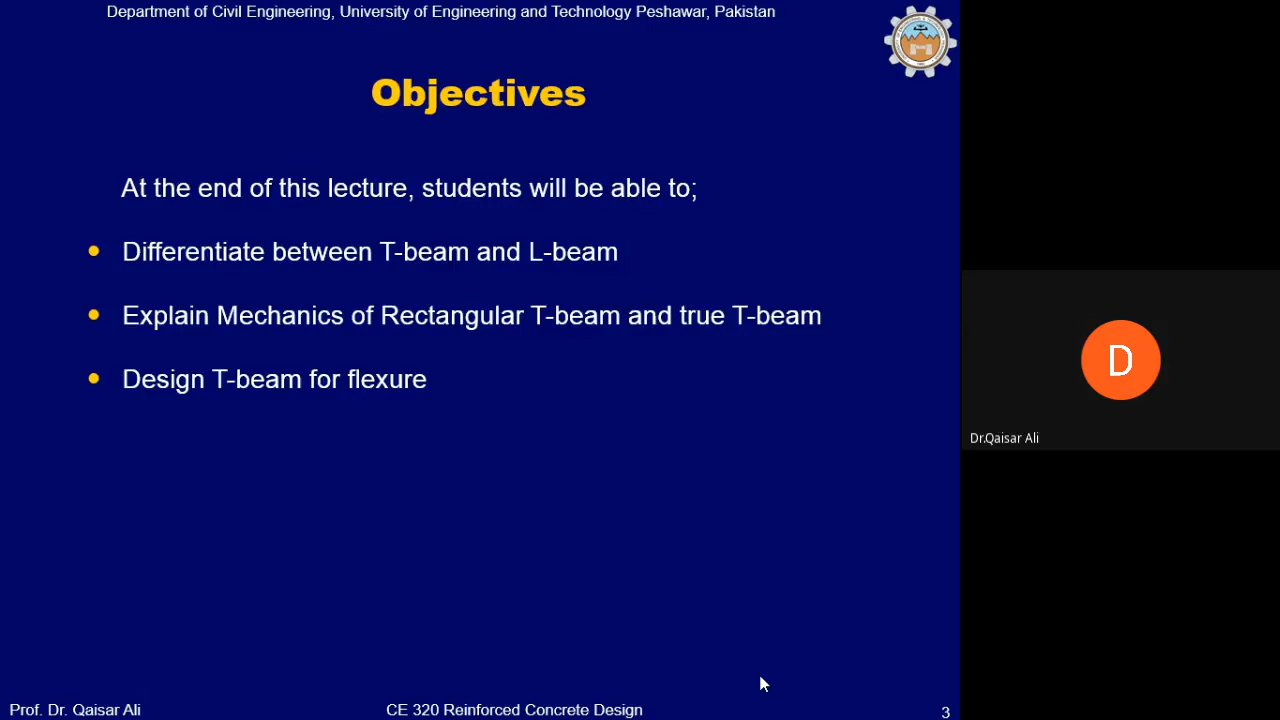 Department of Civil Engineering, University of Engineering and Technology Peshawar, Pakistan
Objectives
At the end of this lecture, students will be able to;
• Differentiate between T-beam and L-beam
• Explain Mechanics of Rectangular T-beam and true T-beam
• Design T-beam for flexure
D
Dr.Qaisar Ali
Prof. Dr. Qaisar Ali
CE 320 Reinforced Concrete Design
3